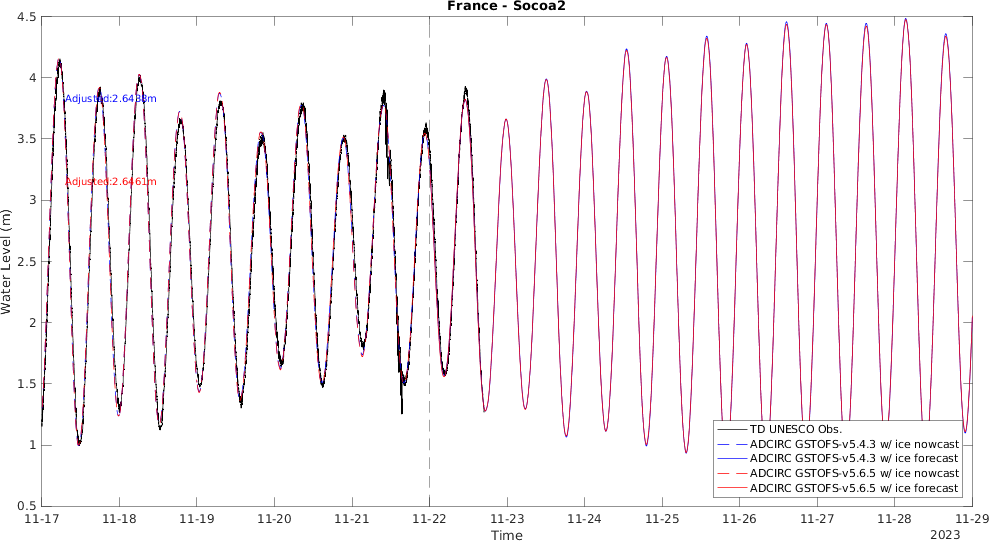 France - Socoa2
4.5
4
3.5
3
2.5
2
1.5
1
0.5
Water Level (m)
Adjusted:2.6438m
Adjusted:2.6461m
TD UNESCO Obs.
ADCIRC GSTOFS-v5.4.3 w/ ice nowcast
ADCIRC GSTOFS-v5.4.3 w/ ice forecast
ADCIRC GSTOFS-v5.6.5 w/ ice nowcast
ADCIRC GSTOFS-v5.6.5 w/ ice forecast
11-17 11-18 11-19 11-20 11-21 11-22 11-23 11-24 11-25 11-26 11-27 11-28 11-29
Time
2023